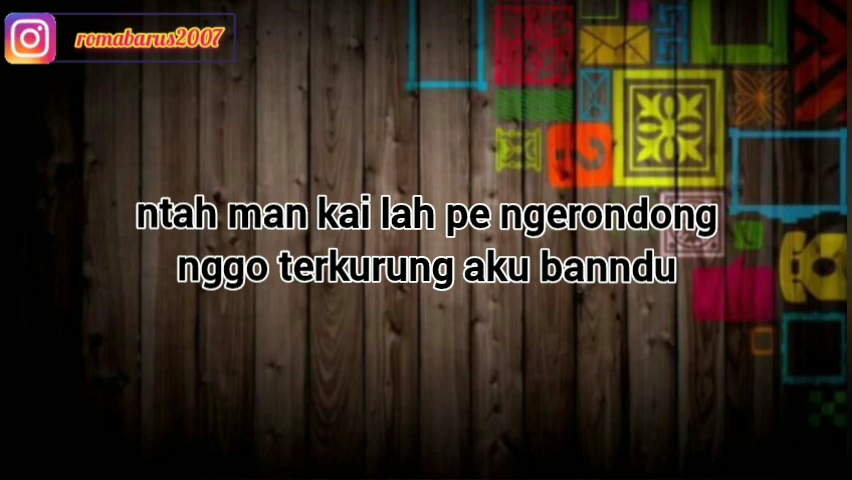 romabarus2007
ntah man kai lah pe ngerondong
nggo terkurung aku banndu